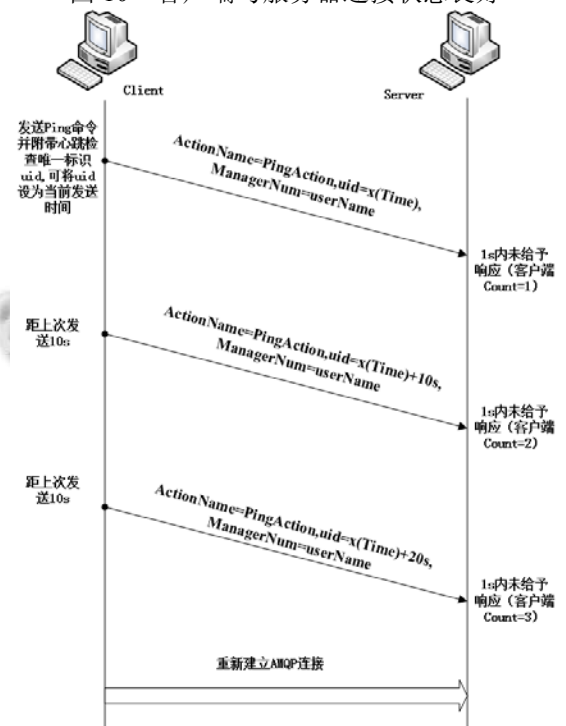 Client
Server
发送Ping命令
并附带心跳检
查唯一标识
uid,可将uid
设为当前发送
时间
ActionName=PingAction,uid=x(Time),
ManagerNum=userName
1s内未给予
响应（客户端
Count=1）
距上次发
送10s
ActionName=PingAction,uid=x(Time)+10s,
ManagerNum=userName
1s内未给予
响应（客户端
Count=2）
距上次发
送10s
ActionName=PingAction,uid=x(Time)+20s,
ManagerNum=userName
1s内未给予
响应（客户端
Count=3）
重新建立AMQP连接